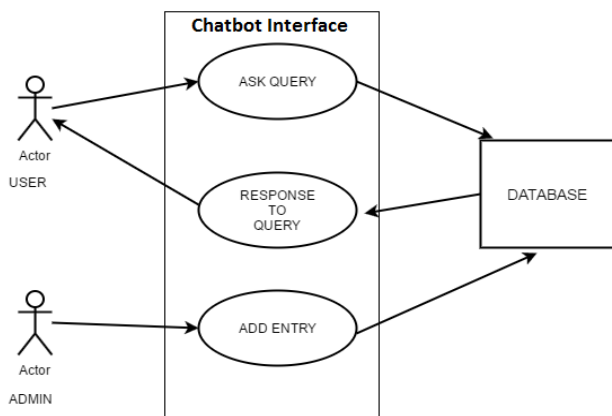 Chatbot Interface
ASK QUERY
Actor
USER
RESPONSE
TO
QUERY
DATABASE
ADD ENTRY
Actor
ADMIN